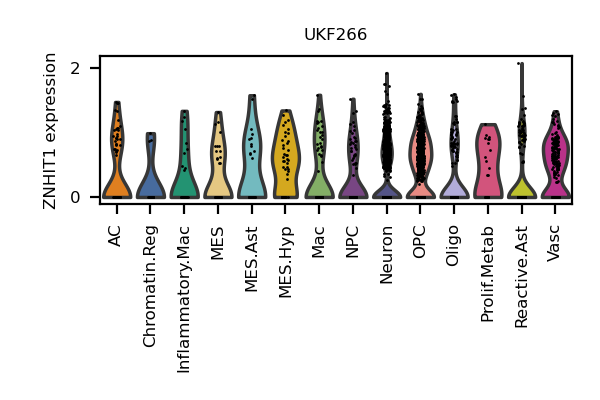 UKF266
ZNHIT1 expression
2
0
AC
Chromatin.Reg
Inflammatory.Mac
MES
MES.Ast
MES.Hyp
Mac
NPC
Neuron
OPC
Oligo
Prolif.Metab
Reactive.Ast
Vasc